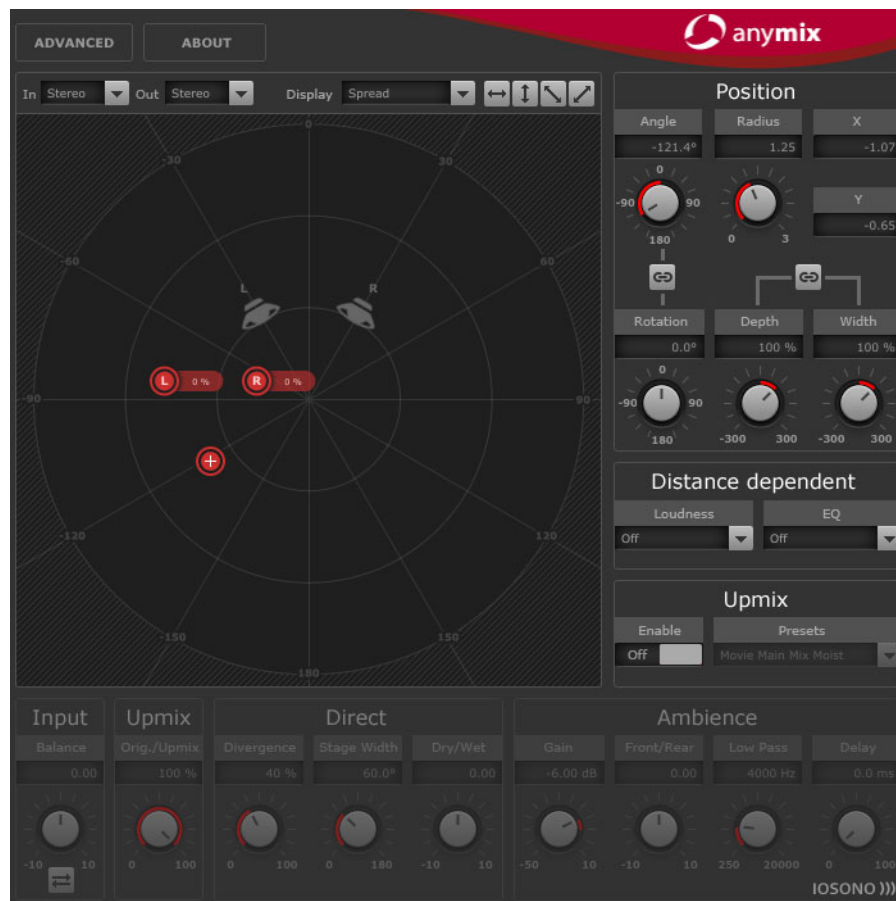 ADVANCED ABOUT anymix
In Stereo Out Stereo Display Spread
Position
Angle Radius X
-121.4° 1.25 -1.07
0
-90 90
180
0 3
Y
-0.65
Rotation Depth Width
0.0° 100 % 100 %
0
-90 90
180
-300 300
-300 300
0
-30 30
-60 60
L R
L 0 % R 0 %
-90 0 90
-120 120
-150 150
180
Distance dependent
Loudness EQ
Off Off
Upmix
Enable Presets
Off Movie Main Mix Moist
Input Upmix Direct Ambience
Balance Orig./Upmix Divergence Stage Width Dry/Wet Gain Front/Rear Low Pass Delay
0.00 100 % 40 % 60.0° 0.00 -6.00 dB 0.00 4000 Hz 0.0 ms
-10 10 0 100 0 100 0 180 -10 10 -50 10 -10 10 250 20000 0 100
IOSONO )))